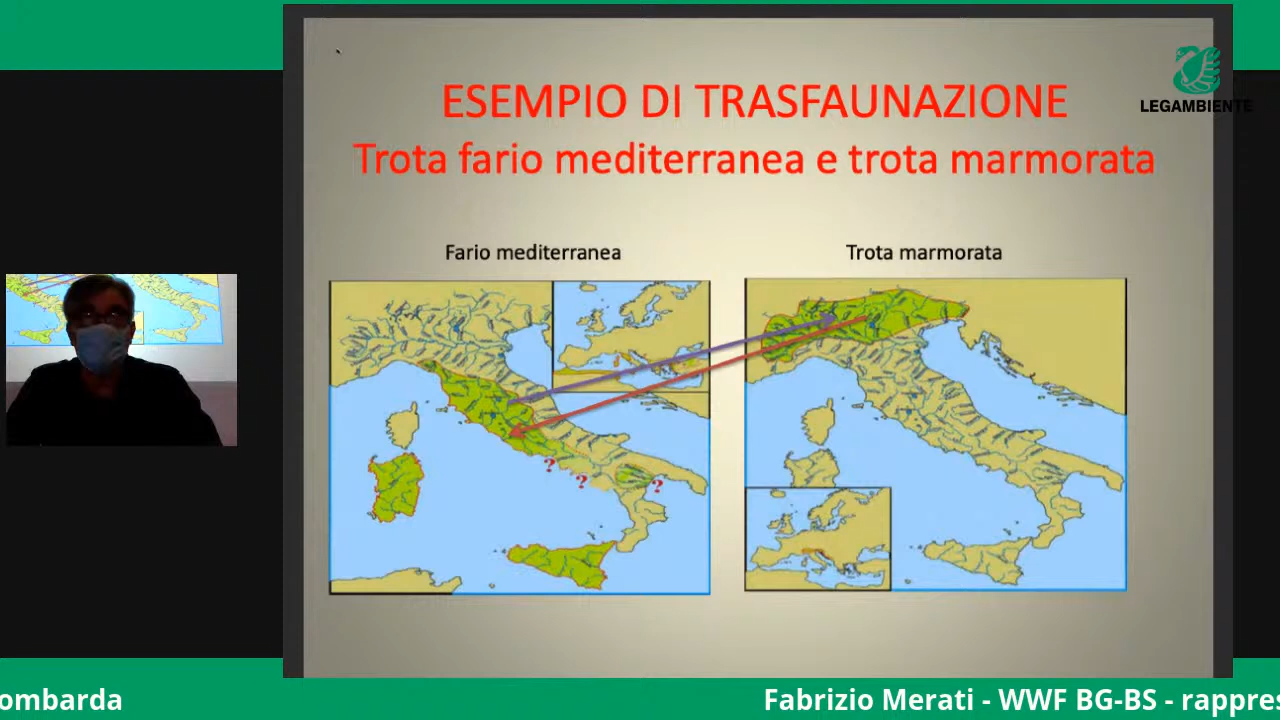 LEGAMBIENTE
ESEMPIO DI TRASFAUNAZIONE
Trota fario mediterranea e trota marmorata
Fario mediterranea
Trota marmorata
?
?
?
ombarda
Fabrizio Merati - WWF BG-BS - rappres